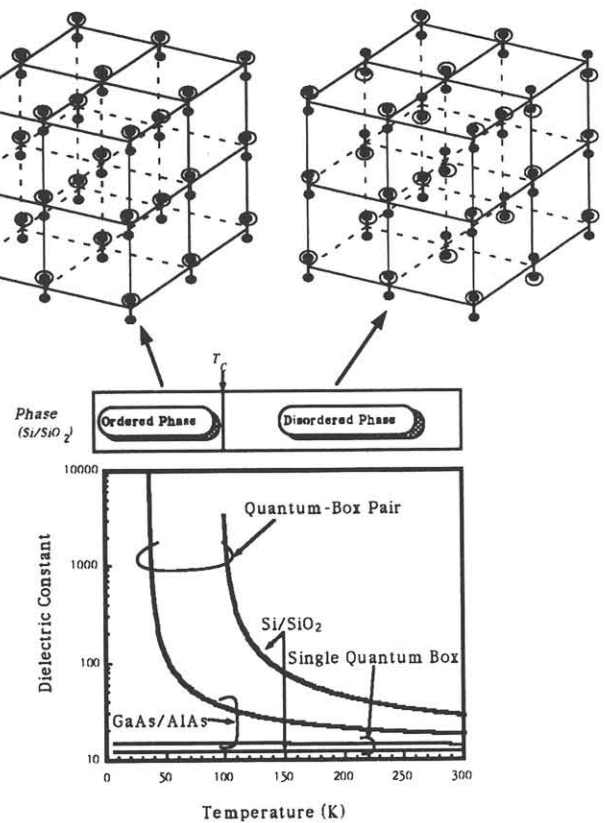 T_C
Phase
(Si/SiO2)
Ordered Phase
Disordered Phase
Dielectric Constant
10000
1000
100
10
Quantum-Box Pair
Si/SiO2
Single Quantum Box
GaAs/AlAs
0 50 100 150 200 250 300
Temperature (K)